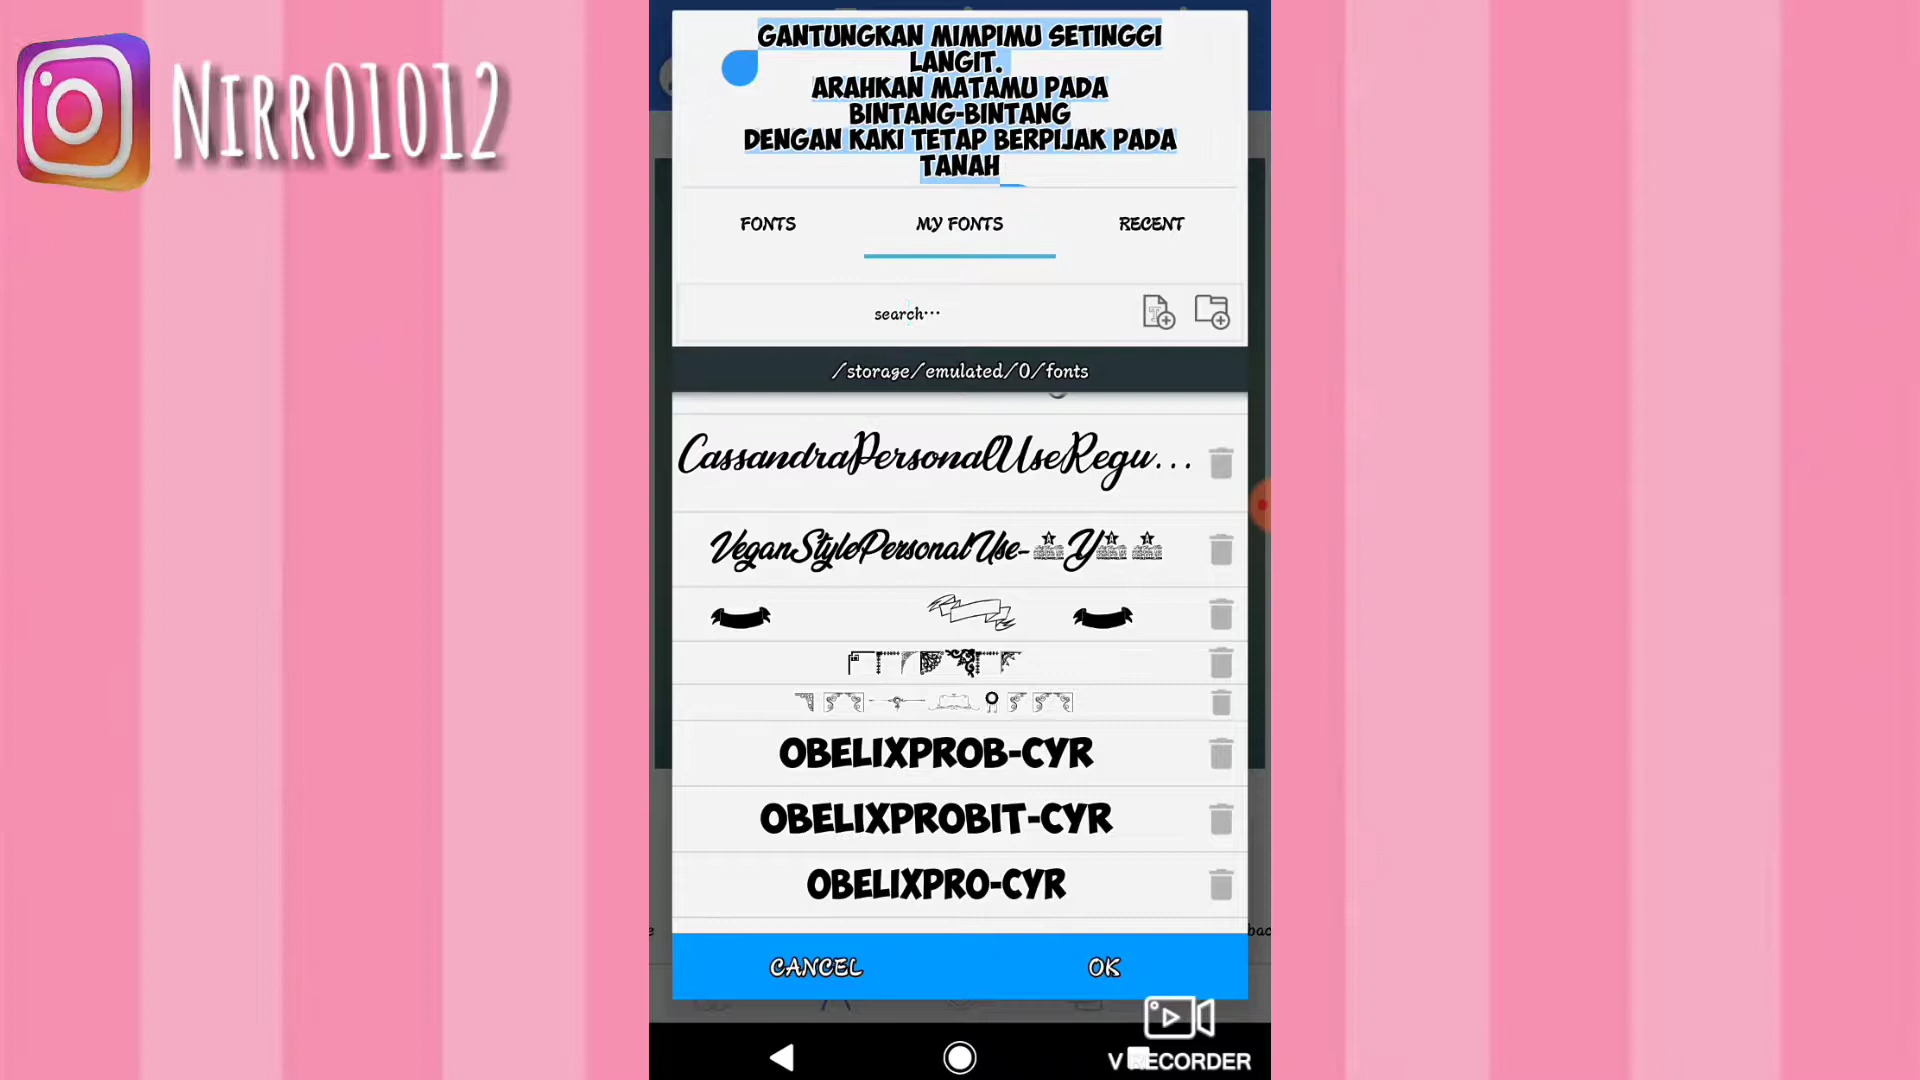 Nirr01012
GANTUNGKAN MIMPIMU SETINGGI
LANGIT.
ARAHKAN MATAMU PADA
BINTANG-BINTANG
DENGAN KAKI TETAP BERPIJAK PADA
TANAH
FONTS MY FONTS RECENT
search...
/storage/emulated/0/fonts
CassandraPersonalUseRegu...
VeganStylePersonalUse-
Y
OBELIXPROB-CYR
OBELIXPROBIT-CYR
OBELIXPRO-CYR
CANCEL OK
V RECORDER